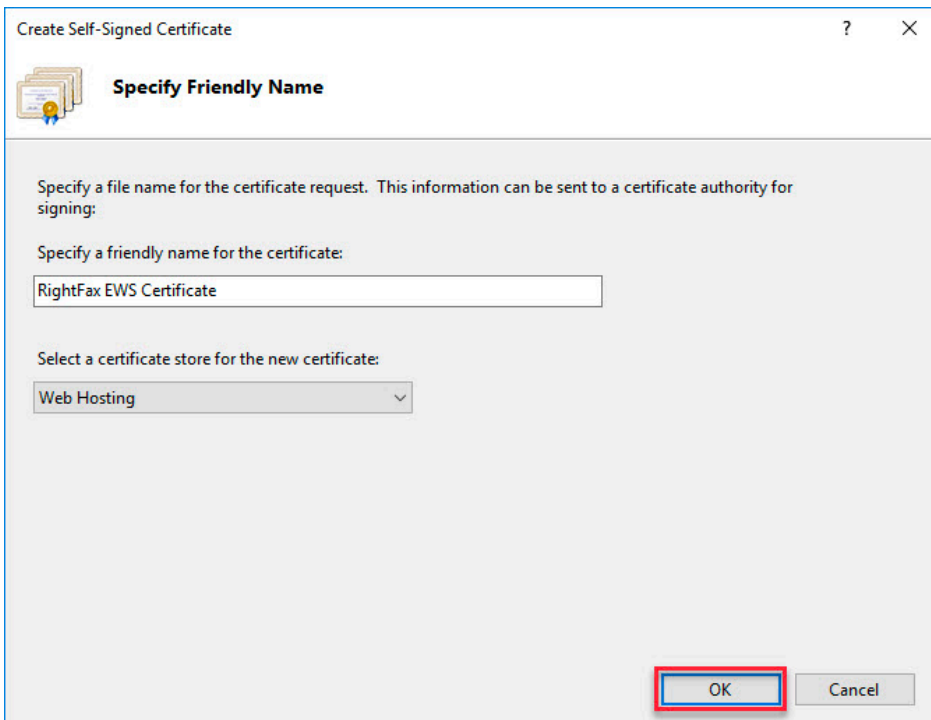 Create Self-Signed Certificate
?
Specify Friendly Name
Specify a file name for the certificate request.  This information can be sent to a certificate authority for
signing:
Specify a friendly name for the certificate:
RightFax EWS Certificate
Select a certificate store for the new certificate:
Web Hosting
OK
Cancel